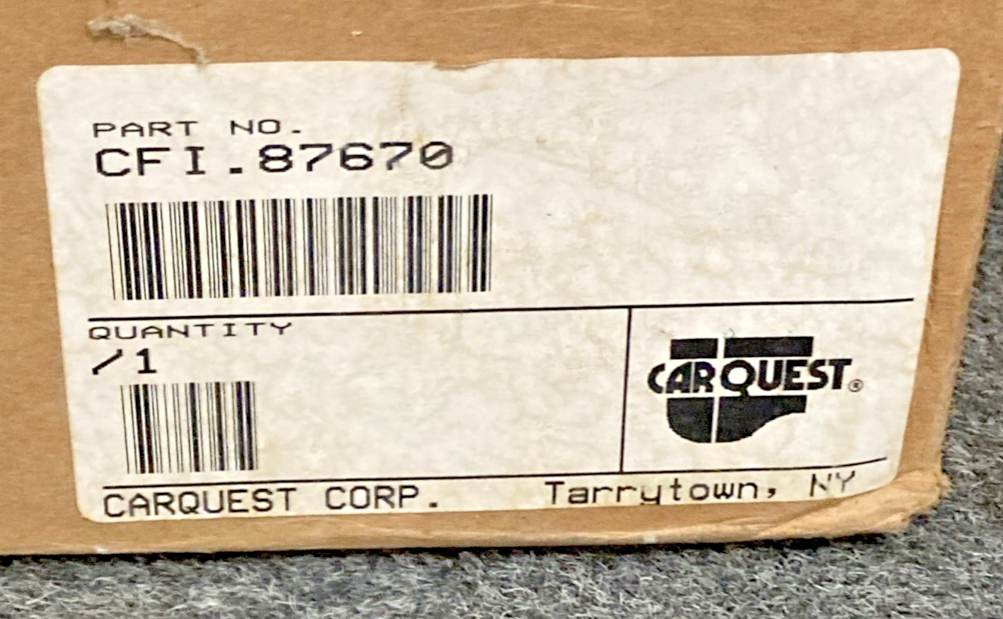 PART NO.
CFI.87670
QUANTITY
/1
CARQUEST®
CARQUEST CORP. Tarrytown, NY